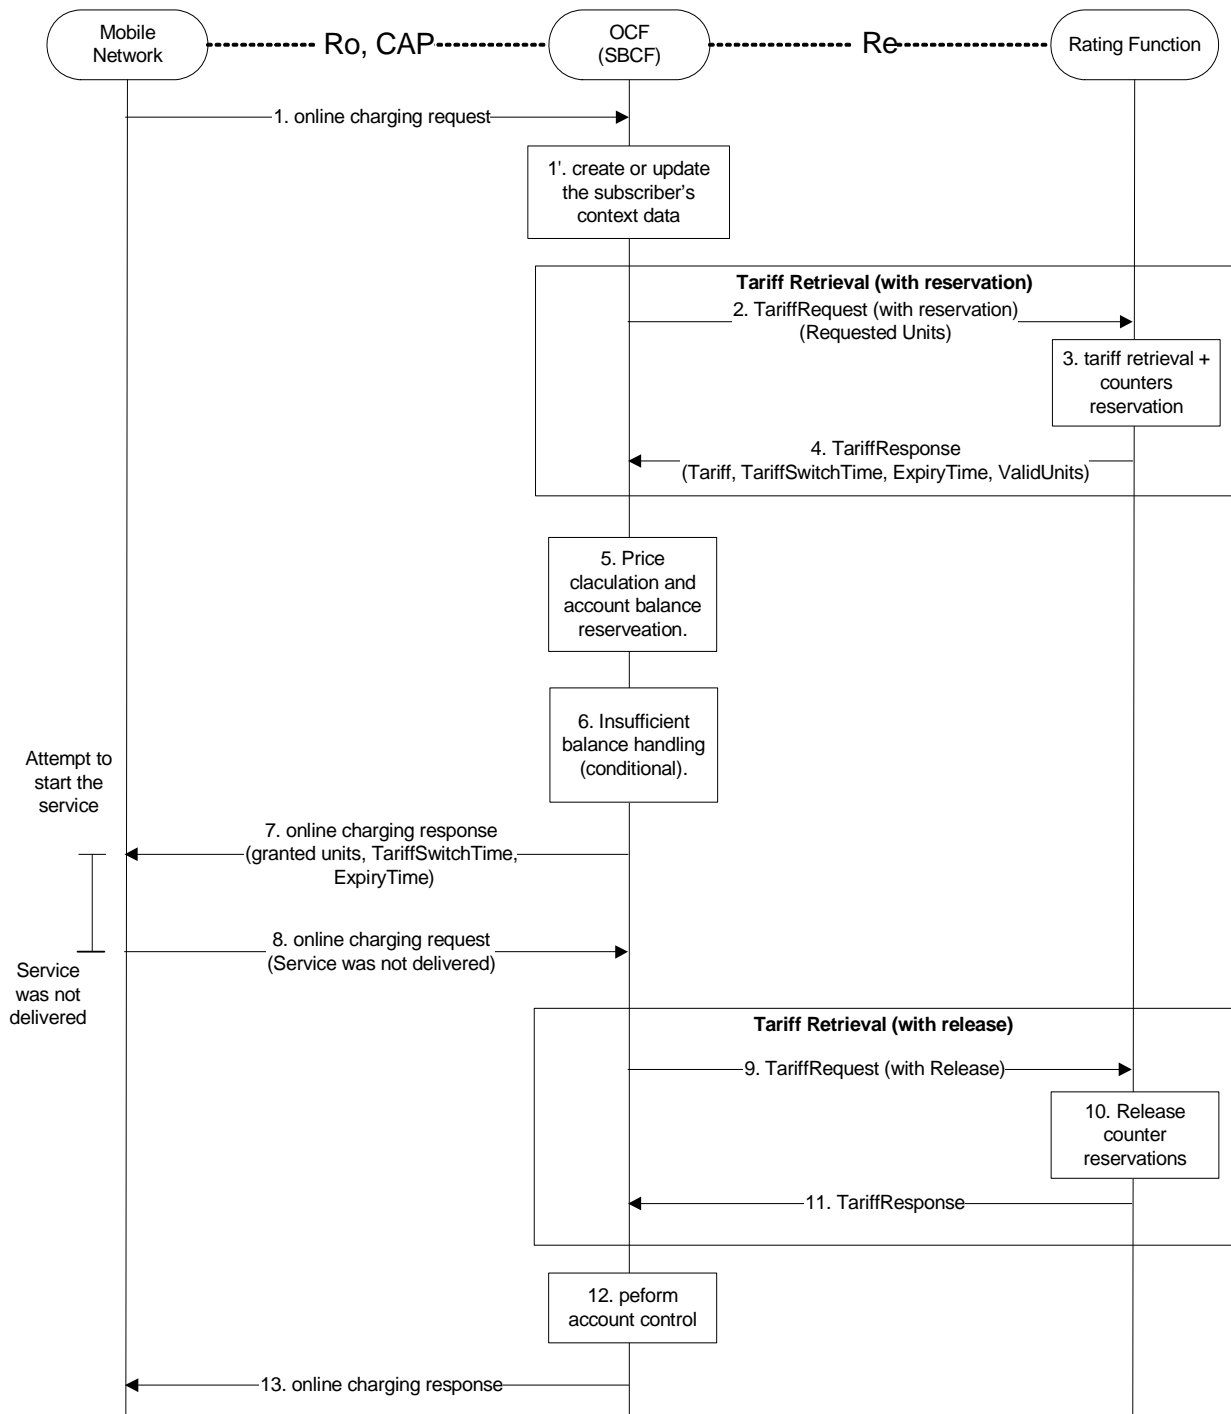 Mobile
Network
Ro, CAP
OCF
(SBCF)
Re
Rating Function
1. online charging request
1'. create or update
the subscriber's
context data
Tariff Retrieval (with reservation)
2. TariffRequest (with reservation)
(Requested Units)
3. tariff retrieval +
counters
reservation
4. TariffResponse
(Tariff, TariffSwitchTime, ExpiryTime, ValidUnits)
5. Price
claculation and
account balance
reserveation.
6. Insufficient
balance handling
(conditional).
Attempt to
start the
service
7. online charging response
(granted units, TariffSwitchTime,
ExpiryTime)
8. online charging request
(Service was not delivered)
Service
was not
delivered
Tariff Retrieval (with release)
9. TariffRequest (with Release)
10. Release
counter
reservations
11. TariffResponse
12. peform
account control
13. online charging response